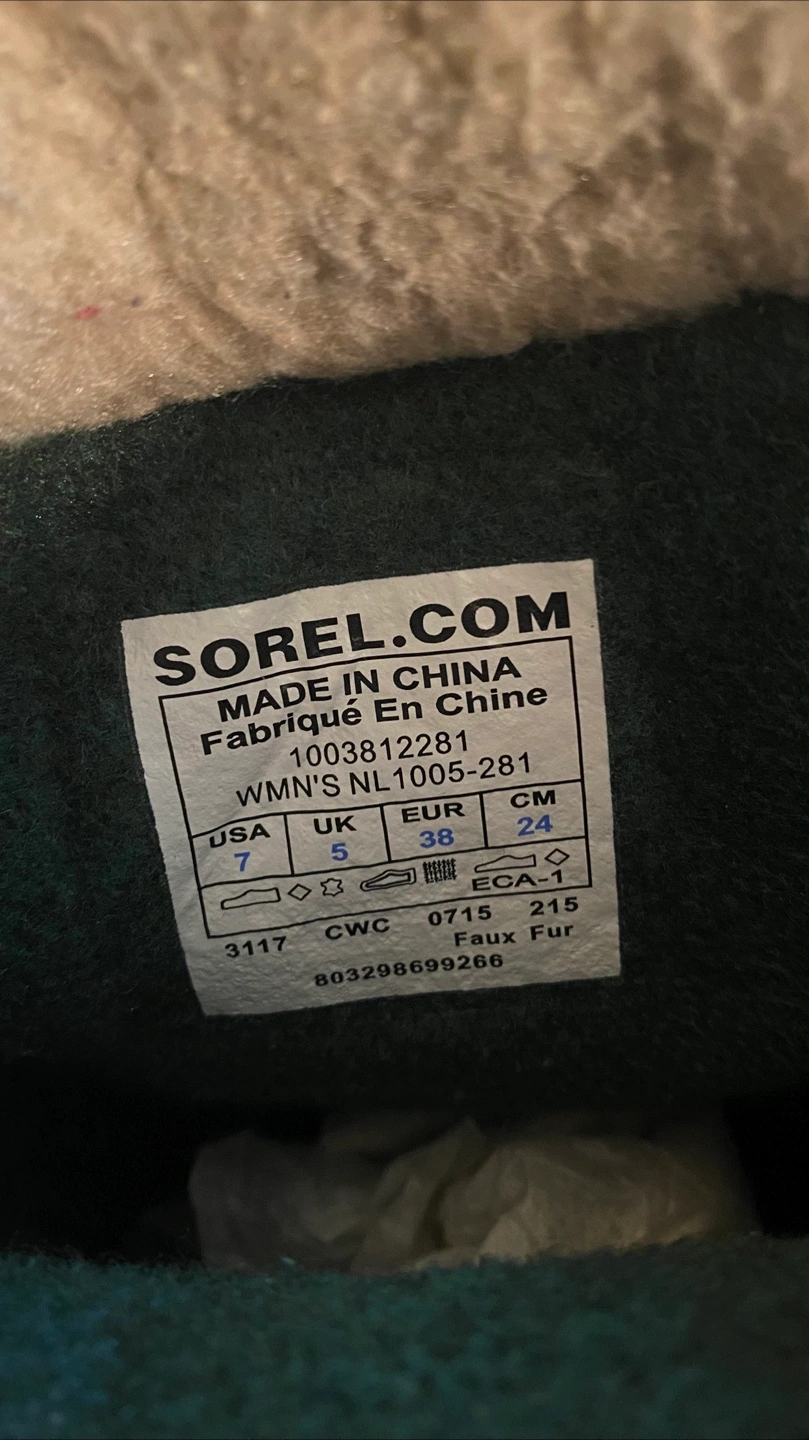 SOREL.COM
MADE IN CHINA
Fabriqué En Chine
1003812281
WMN'S NL1005-281
USA UK EUR CM
7 5 38 24
ECA-1
3117 CWC 0715 215
Faux Fur
803298699266